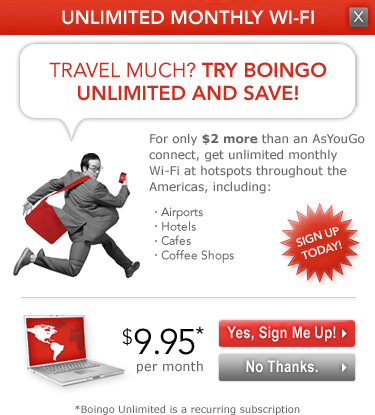 UNLIMITED MONTHLY WI-FI
X
TRAVEL MUCH? TRY BOINGO
UNLIMITED AND SAVE!
For only $2 more than an AsYouGo
connect, get unlimited monthly
Wi-Fi at hotspots throughout the
Americas, including:
· Airports
· Hotels
· Cafes
· Coffee Shops
SIGN UP
TODAY!
$9.95*
per month
Yes, Sign Me Up!
No Thanks.
*Boingo Unlimited is a recurring subscription